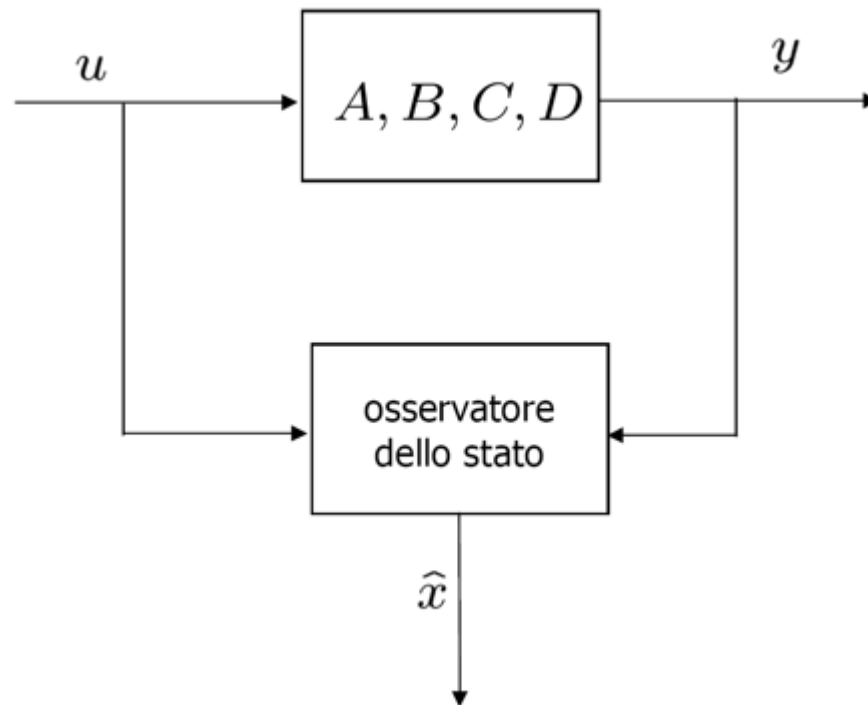 u
y
A, B, C, D
osservatore
dello stato
x̂